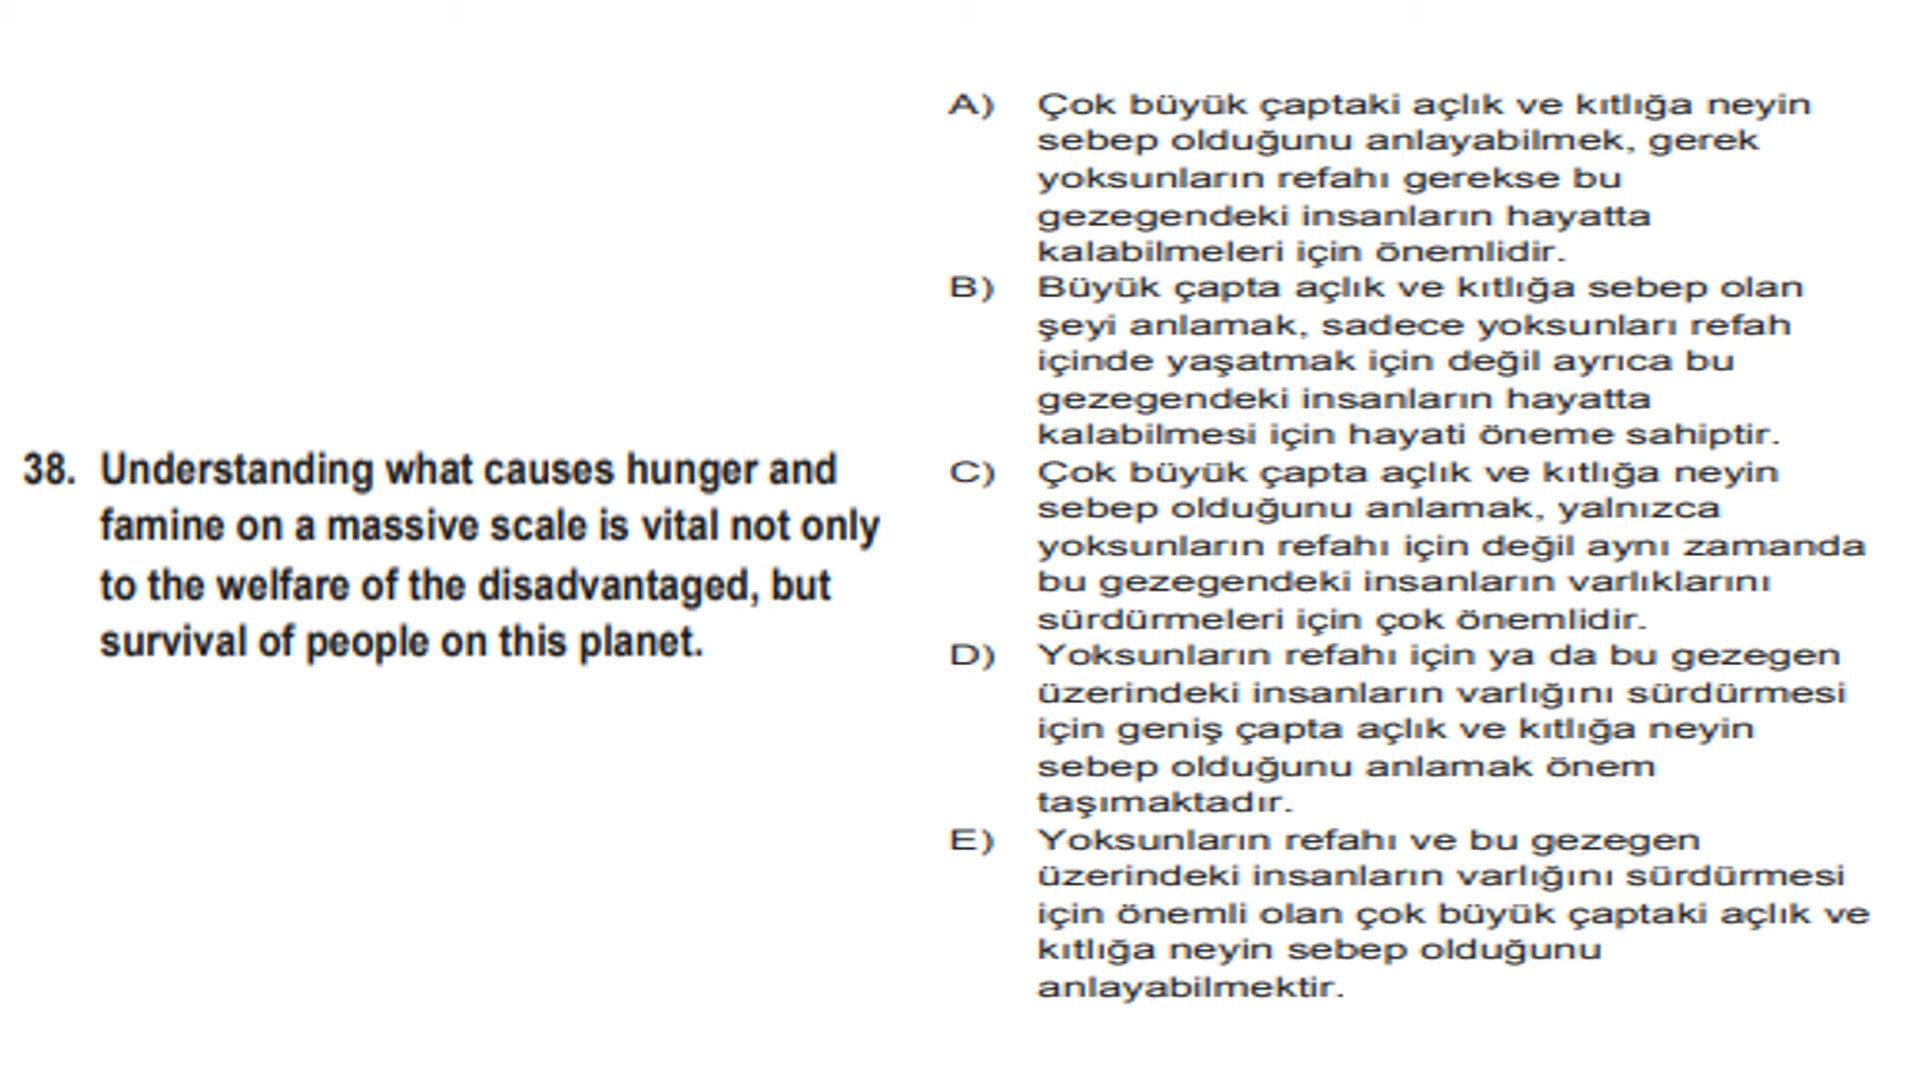 38. Understanding what causes hunger and
famine on a massive scale is vital not only
to the welfare of the disadvantaged, but
survival of people on this planet.
A) Çok büyük çaptaki açlık ve kıtlığa neyin
sebep olduğunu anlayabilmek, gerek
yoksunların refahı gerekse bu
gezegendeki insanların hayatta
kalabilmeleri için önemlidir.
B) Büyük çapta açlık ve kıtlığa sebep olan
şeyi anlamak, sadece yoksunları refah
içinde yaşatmak için değil ayrıca bu
gezegendeki insanların hayatta
kalabilmesi için hayati öneme sahiptir.
C) Çok büyük çapta açlık ve kıtlığa neyin
sebep olduğunu anlamak, yalnızca
yoksunların refahı için değil aynı zamanda
bu gezegendeki insanların varlıklarını
sürdürmeleri için çok önemlidir.
D) Yoksunların refahı için ya da bu gezegen
üzerindeki insanların varlığını sürdürmesi
için geniş çapta açlık ve kıtlığa neyin
sebep olduğunu anlamak önem
taşımaktadır.
E) Yoksunların refahı ve bu gezegen
üzerindeki insanların varlığını sürdürmesi
için önemli olan çok büyük çaptaki açlık ve
kıtlığa neyin sebep olduğunu
anlayabilmektir.